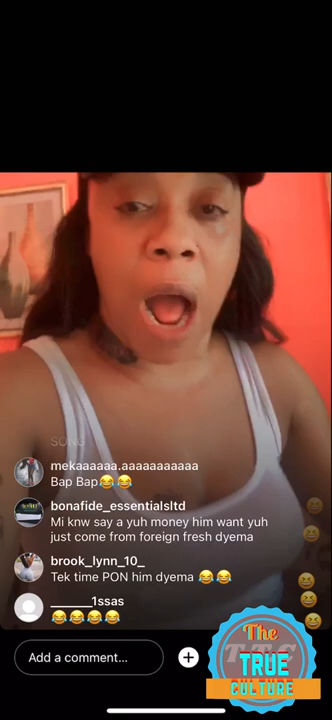 SONG
mekaaaaaa.aaaaaaaaaaa
Bap Bap😂😂
bonafide_essentialsltd
Mi knw say a yuh money him want yuh
just come from foreign fresh dyema
brook_lynn_10_
Tek time PON him dyema 😂😂
______1ssas
😂😂😂😂
Add a comment...
The
TRUE
CULTURE